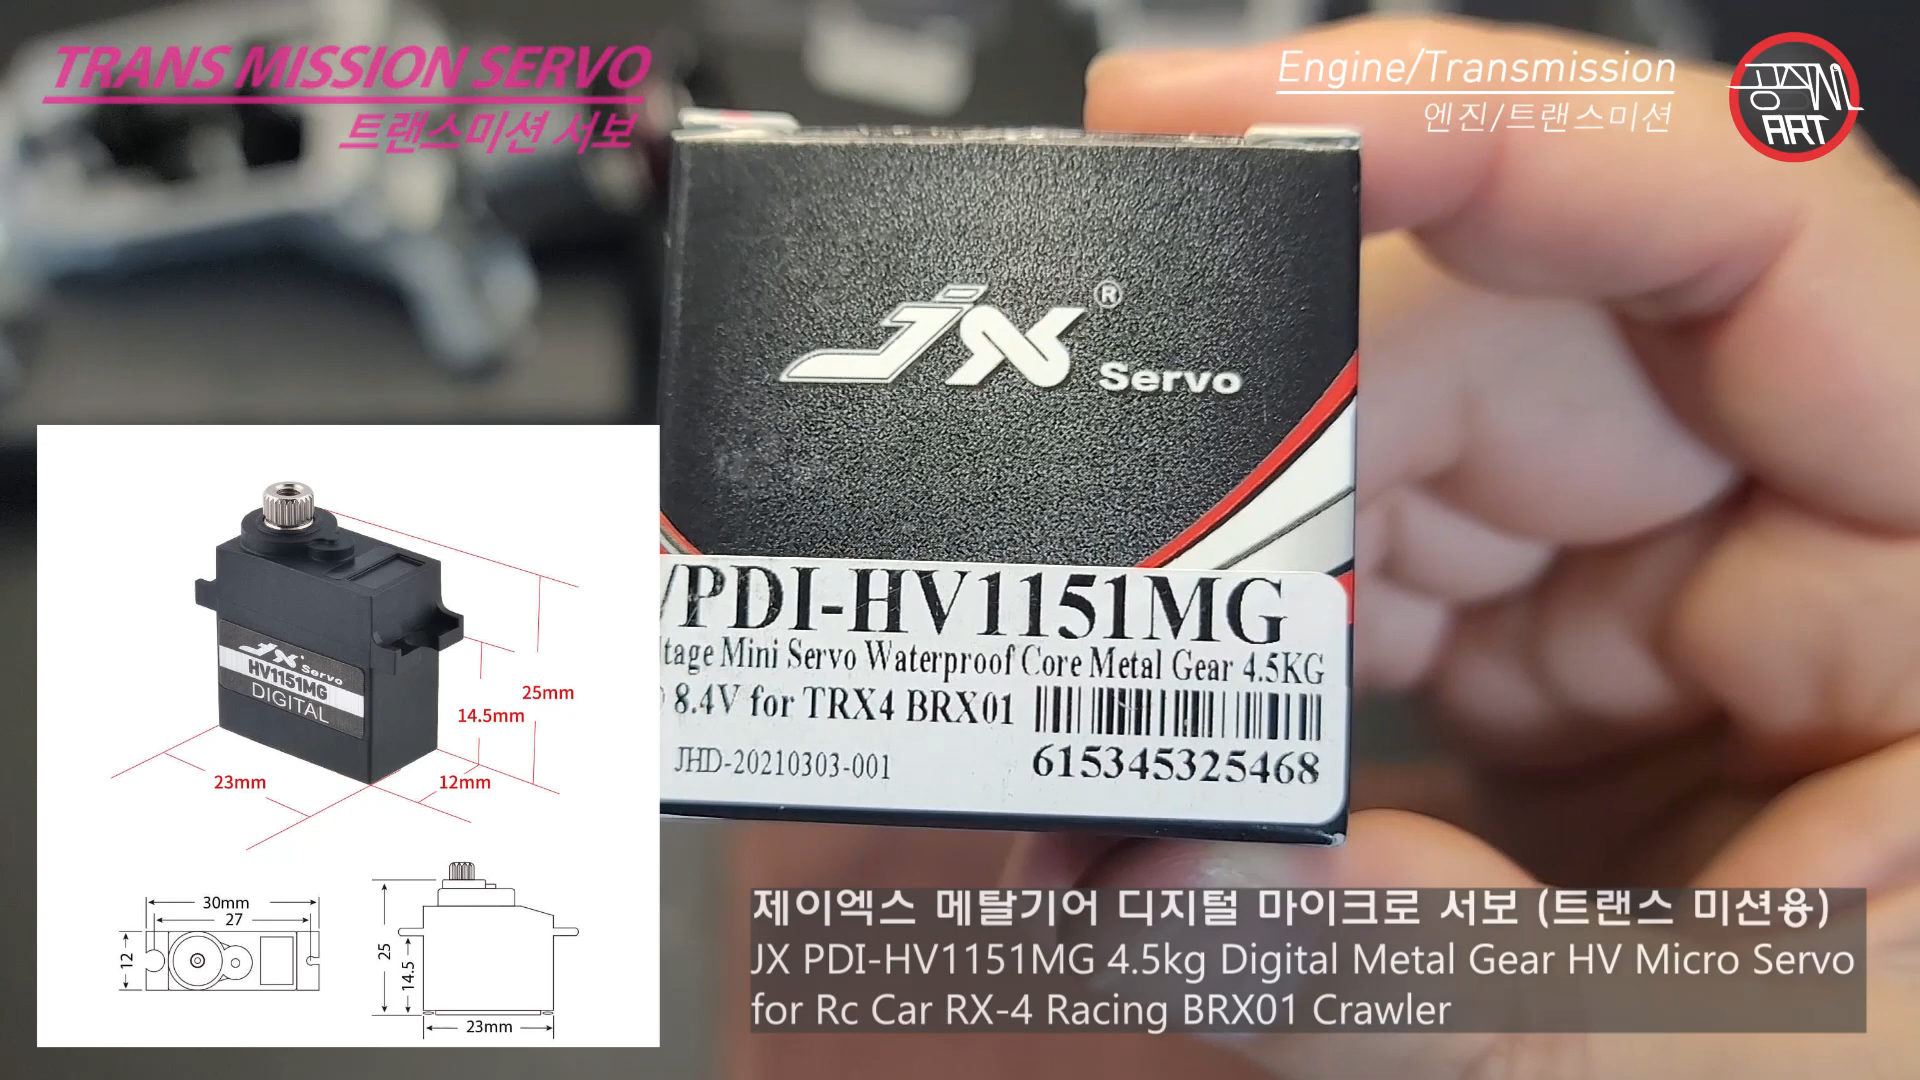 TRANS MISSION SERVO
트랜스미션 서보
Engine/Transmission
엔진/트랜스미션
공작ART
JX® Servo
/PDI-HV1151MG
tage Mini Servo Waterproof Core Metal Gear 4.5KG
8.4V for TRX4 BRX01
JHD-20210303-001
615345325468
JX Servo
HV1151MG
DIGITAL
25mm
14.5mm
23mm
12mm
30mm
27
12
25
14.5
23mm
제이엑스 메탈기어 디지털 마이크로 서보 (트랜스 미션용)
JX PDI-HV1151MG 4.5kg Digital Metal Gear HV Micro Servo
for Rc Car RX-4 Racing BRX01 Crawler